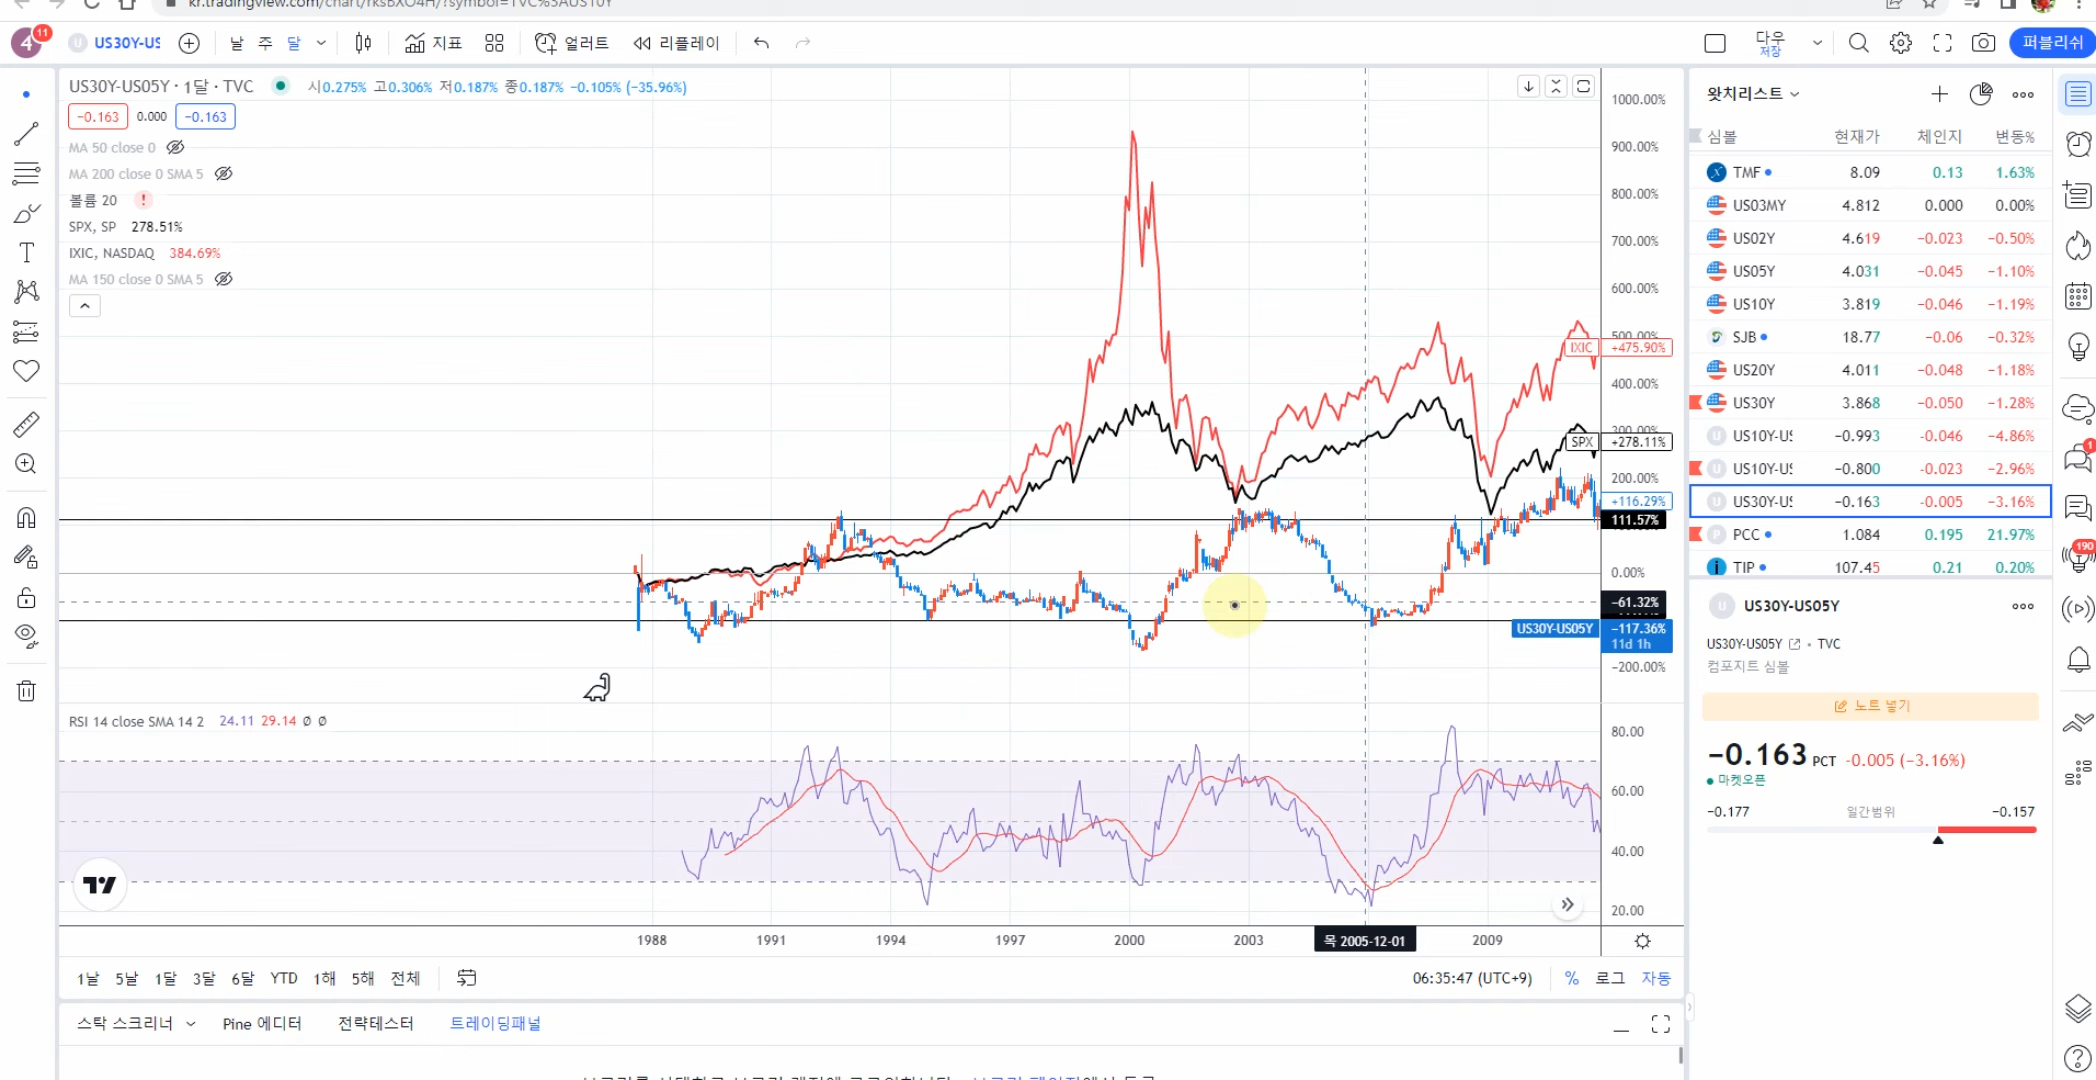 kr.tradingview.com/chart/rksBXO4H/?symbol=TVC%3AUS10Y
4 11 U US30Y-US 날 주 달 지표 얼러트 리플레이 다우 저장 퍼블리쉬
US30Y-US05Y · 1달 · TVC 시0.275% 고0.306% 저0.187% 종0.187% −0.105% (−35.96%)
−0.163 0.000 −0.163
MA 50 close 0
MA 200 close 0 SMA 5
볼륨 20 !
SPX, SP 278.51%
IXIC, NASDAQ 384.69%
MA 150 close 0 SMA 5
1000.00%
900.00%
800.00%
700.00%
600.00%
500.00%
IXIC +475.90%
400.00%
300.00%
SPX +278.11%
200.00%
+116.29%
111.57%
0.00%
−61.32%
US30Y-US05Y −117.36%
11d 1h
−200.00%
RSI 14 close SMA 14 2 24.11 29.14 Ø Ø
80.00
60.00
40.00
20.00
1988 1991 1994 1997 2000 2003 목 2005-12-01 2009
1날 5날 1달 3달 6달 YTD 1해 5해 전체 06:35:47 (UTC+9) % 로그 자동
스탁 스크리너 Pine 에디터 전략테스터 트레이딩패널
왓치리스트
심볼 현재가 체인지 변동%
TMF 8.09 0.13 1.63%
US03MY 4.812 0.000 0.00%
US02Y 4.619 −0.023 −0.50%
US05Y 4.031 −0.045 −1.10%
US10Y 3.819 −0.046 −1.19%
SJB 18.77 −0.06 −0.32%
US20Y 4.011 −0.048 −1.18%
US30Y 3.868 −0.050 −1.28%
U US10Y-US −0.993 −0.046 −4.86%
U US10Y-US −0.800 −0.023 −2.96%
U US30Y-US −0.163 −0.005 −3.16%
P PCC 1.084 0.195 21.97%
TIP 107.45 0.21 0.20%
U US30Y-US05Y
US30Y-US05Y • TVC
컴포지트 심볼
노트 넣기
−0.163 PCT −0.005 (−3.16%)
마켓오픈
−0.177 일간범위 −0.157
1
190